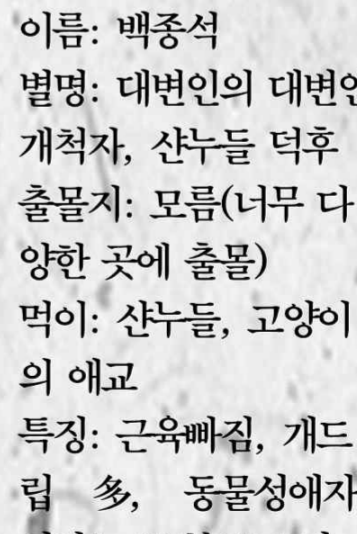 이름: 백종석
별명: 대변인의 대변인
개척자, 샨누들 덕후
출몰지: 모름(너무 다
양한 곳에 출몰)
먹이: 샨누들, 고양이
의 애교
특징: 근육빠짐, 개드
립 多, 동물성애자